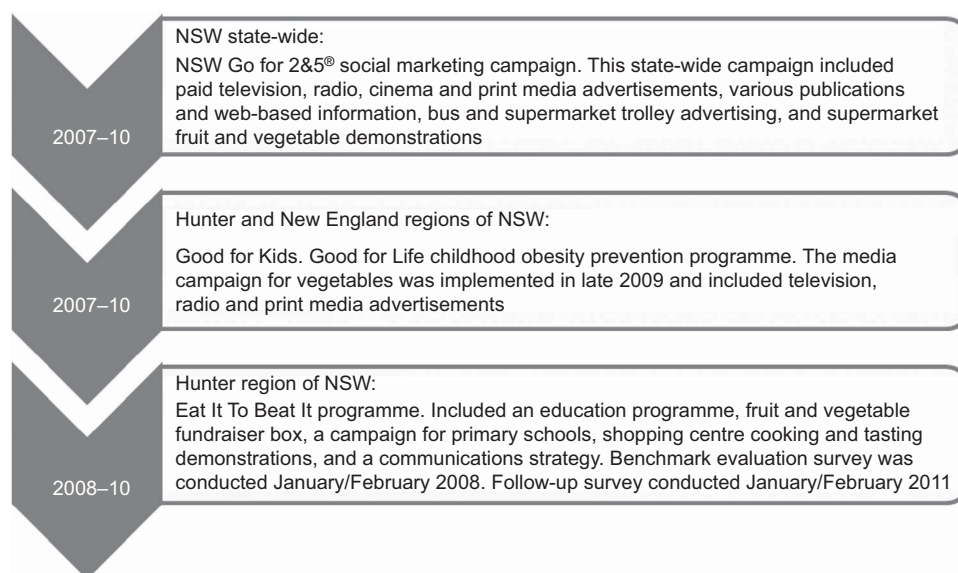 NSW state-wide:
NSW Go for 2&5® social marketing campaign. This state-wide campaign included
paid television, radio, cinema and print media advertisements, various publications
and web-based information, bus and supermarket trolley advertising, and supermarket
fruit and vegetable demonstrations
2007–10
Hunter and New England regions of NSW:
Good for Kids. Good for Life childhood obesity prevention programme. The media
campaign for vegetables was implemented in late 2009 and included television,
radio and print media advertisements
2007–10
Hunter region of NSW:
Eat It To Beat It programme. Included an education programme, fruit and vegetable
fundraiser box, a campaign for primary schools, shopping centre cooking and tasting
demonstrations, and a communications strategy. Benchmark evaluation survey was
conducted January/February 2008. Follow-up survey conducted January/February 2011
2008–10